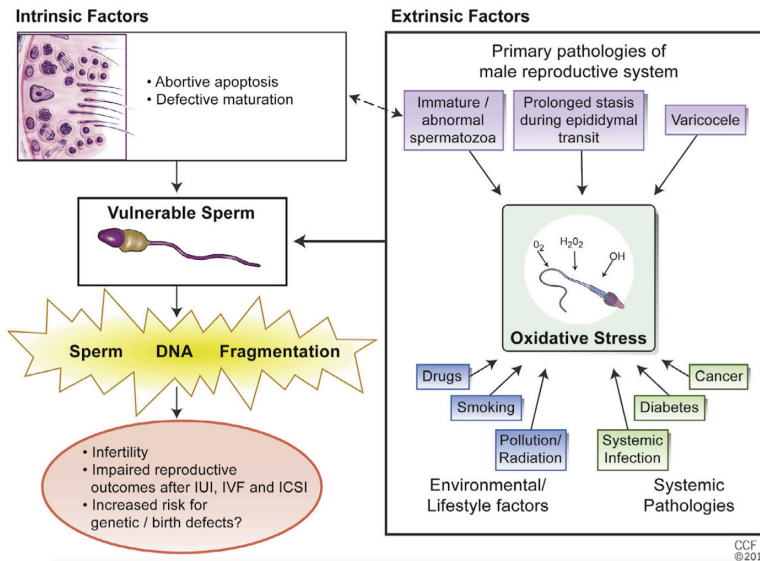 Intrinsic Factors
• Abortive apoptosis
• Defective maturation
Vulnerable Sperm
Sperm DNA Fragmentation
• Infertility
• Impaired reproductive
outcomes after IUI, IVF and ICSI
• Increased risk for
genetic / birth defects?
Extrinsic Factors
Primary pathologies of
male reproductive system
Immature /
abnormal
spermatozoa
Prolonged stasis
during epididymal
transit
Varicocele
O₂
H₂O₂
OH
Oxidative Stress
Drugs
Smoking
Pollution/
Radiation
Cancer
Diabetes
Systemic
Infection
Environmental/
Lifestyle factors
Systemic
Pathologies
CCF